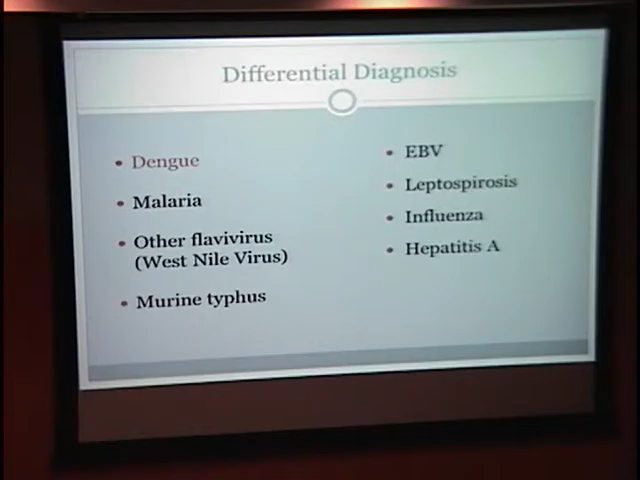 Differential Diagnosis
• Dengue
• Malaria
• Other flavivirus
(West Nile Virus)
• Murine typhus
• EBV
• Leptospirosis
• Influenza
• Hepatitis A